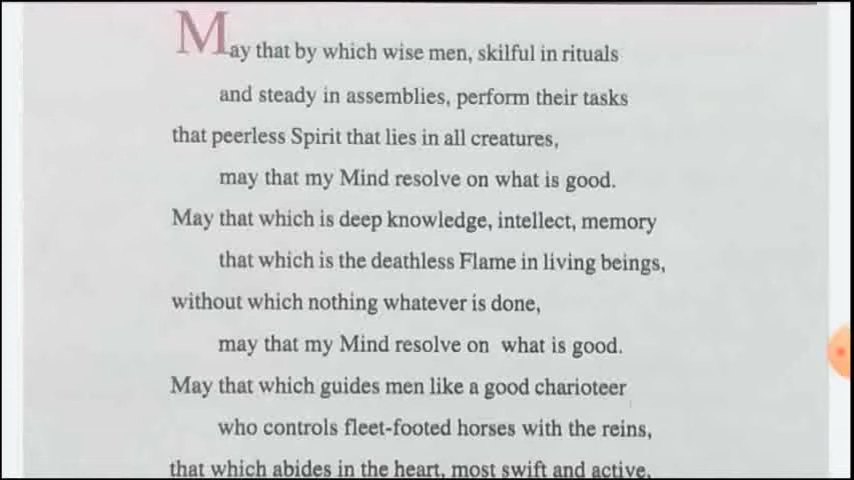 May that by which wise men, skilful in rituals
and steady in assemblies, perform their tasks
that peerless Spirit that lies in all creatures,
may that my Mind resolve on what is good.
May that which is deep knowledge, intellect, memory
that which is the deathless Flame in living beings,
without which nothing whatever is done,
may that my Mind resolve on what is good.
May that which guides men like a good charioteer
who controls fleet-footed horses with the reins,
that which abides in the heart, most swift and active,